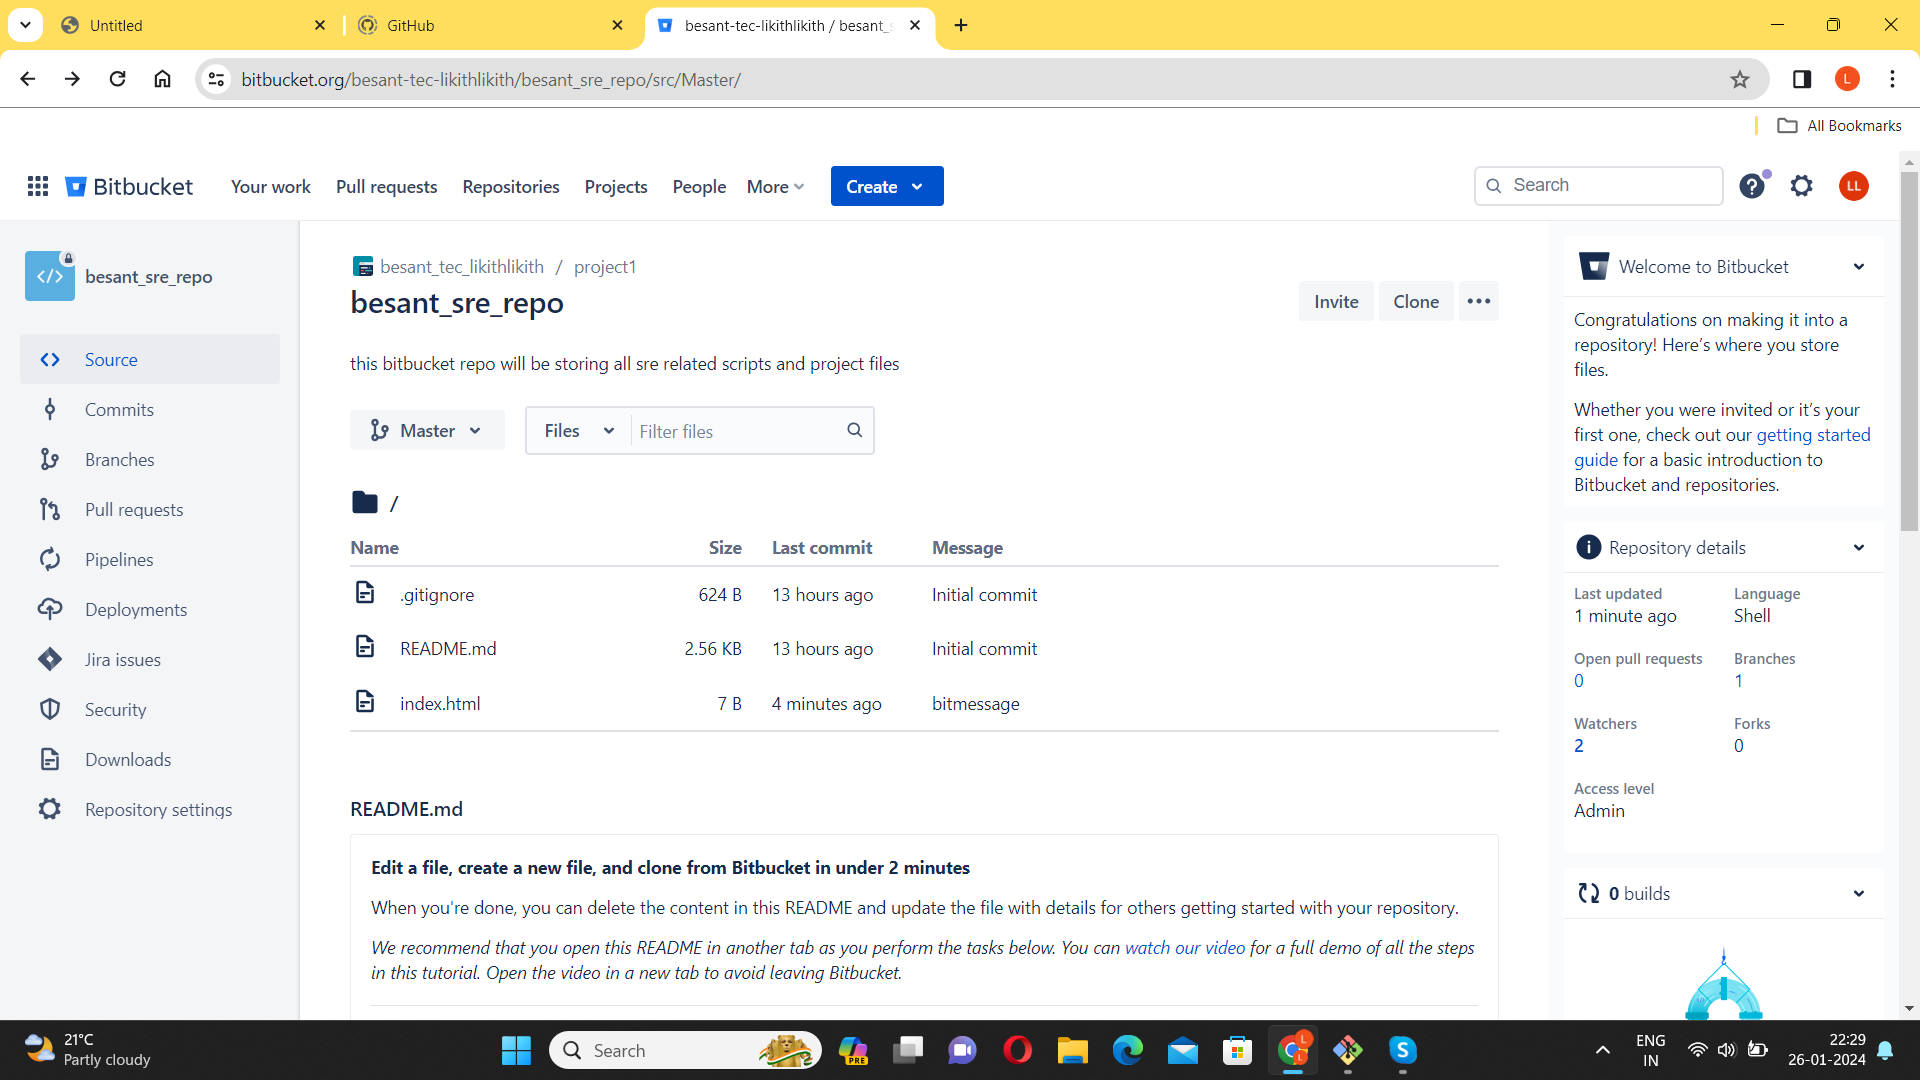 Untitled
GitHub
besant-tec-likithlikith / besant_s
bitbucket.org/besant-tec-likithlikith/besant_sre_repo/src/Master/
L
All Bookmarks
Bitbucket
Your work
Pull requests
Repositories
Projects
People
More
Create
Search
LL
besant_sre_repo
Source
Commits
Branches
Pull requests
Pipelines
Deployments
Jira issues
Security
Downloads
Repository settings
besant_tec_likithlikith / project1
besant_sre_repo
Invite
Clone
this bitbucket repo will be storing all sre related scripts and project files
Master
Files
Filter files
/
Name Size Last commit Message
.gitignore 624 B 13 hours ago Initial commit
README.md 2.56 KB 13 hours ago Initial commit
index.html 7 B 4 minutes ago bitmessage
README.md
Edit a file, create a new file, and clone from Bitbucket in under 2 minutes
When you're done, you can delete the content in this README and update the file with details for others getting started with your repository.
We recommend that you open this README in another tab as you perform the tasks below. You can watch our video for a full demo of all the steps
in this tutorial. Open the video in a new tab to avoid leaving Bitbucket.
Welcome to Bitbucket
Congratulations on making it into a
repository! Here’s where you store
files.
Whether you were invited or it’s your
first one, check out our getting started
guide for a basic introduction to
Bitbucket and repositories.
Repository details
Last updated Language
1 minute ago Shell
Open pull requests Branches
0 1
Watchers Forks
2 0
Access level
Admin
0 builds
21°C
Partly cloudy
Search
PRE
L
L
S
ENG
IN
22:29
26-01-2024